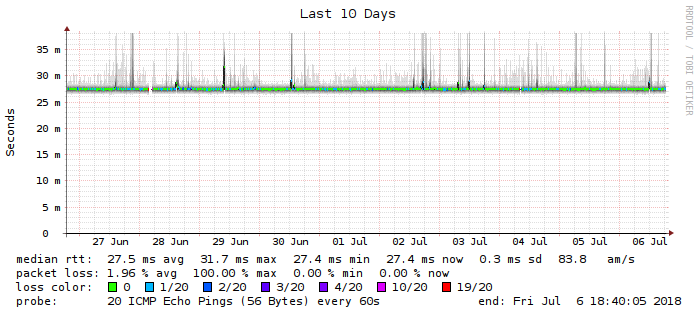 Last 10 Days
RRDTOOL / TOBI OETIKER
Seconds
35 m
30 m
25 m
20 m
15 m
10 m
5 m
0
27 Jun 28 Jun 29 Jun 30 Jun 01 Jul 02 Jul 03 Jul 04 Jul 05 Jul 06 Jul
median rtt: 27.5 ms avg 31.7 ms max 27.4 ms min 27.4 ms now 0.3 ms sd 83.8 am/s
packet loss: 1.96 % avg 100.00 % max 0.00 % min 0.00 % now
loss color: 0 1/20 2/20 3/20 4/20 10/20 19/20
probe: 20 ICMP Echo Pings (56 Bytes) every 60s end: Fri Jul 6 18:40:05 2018